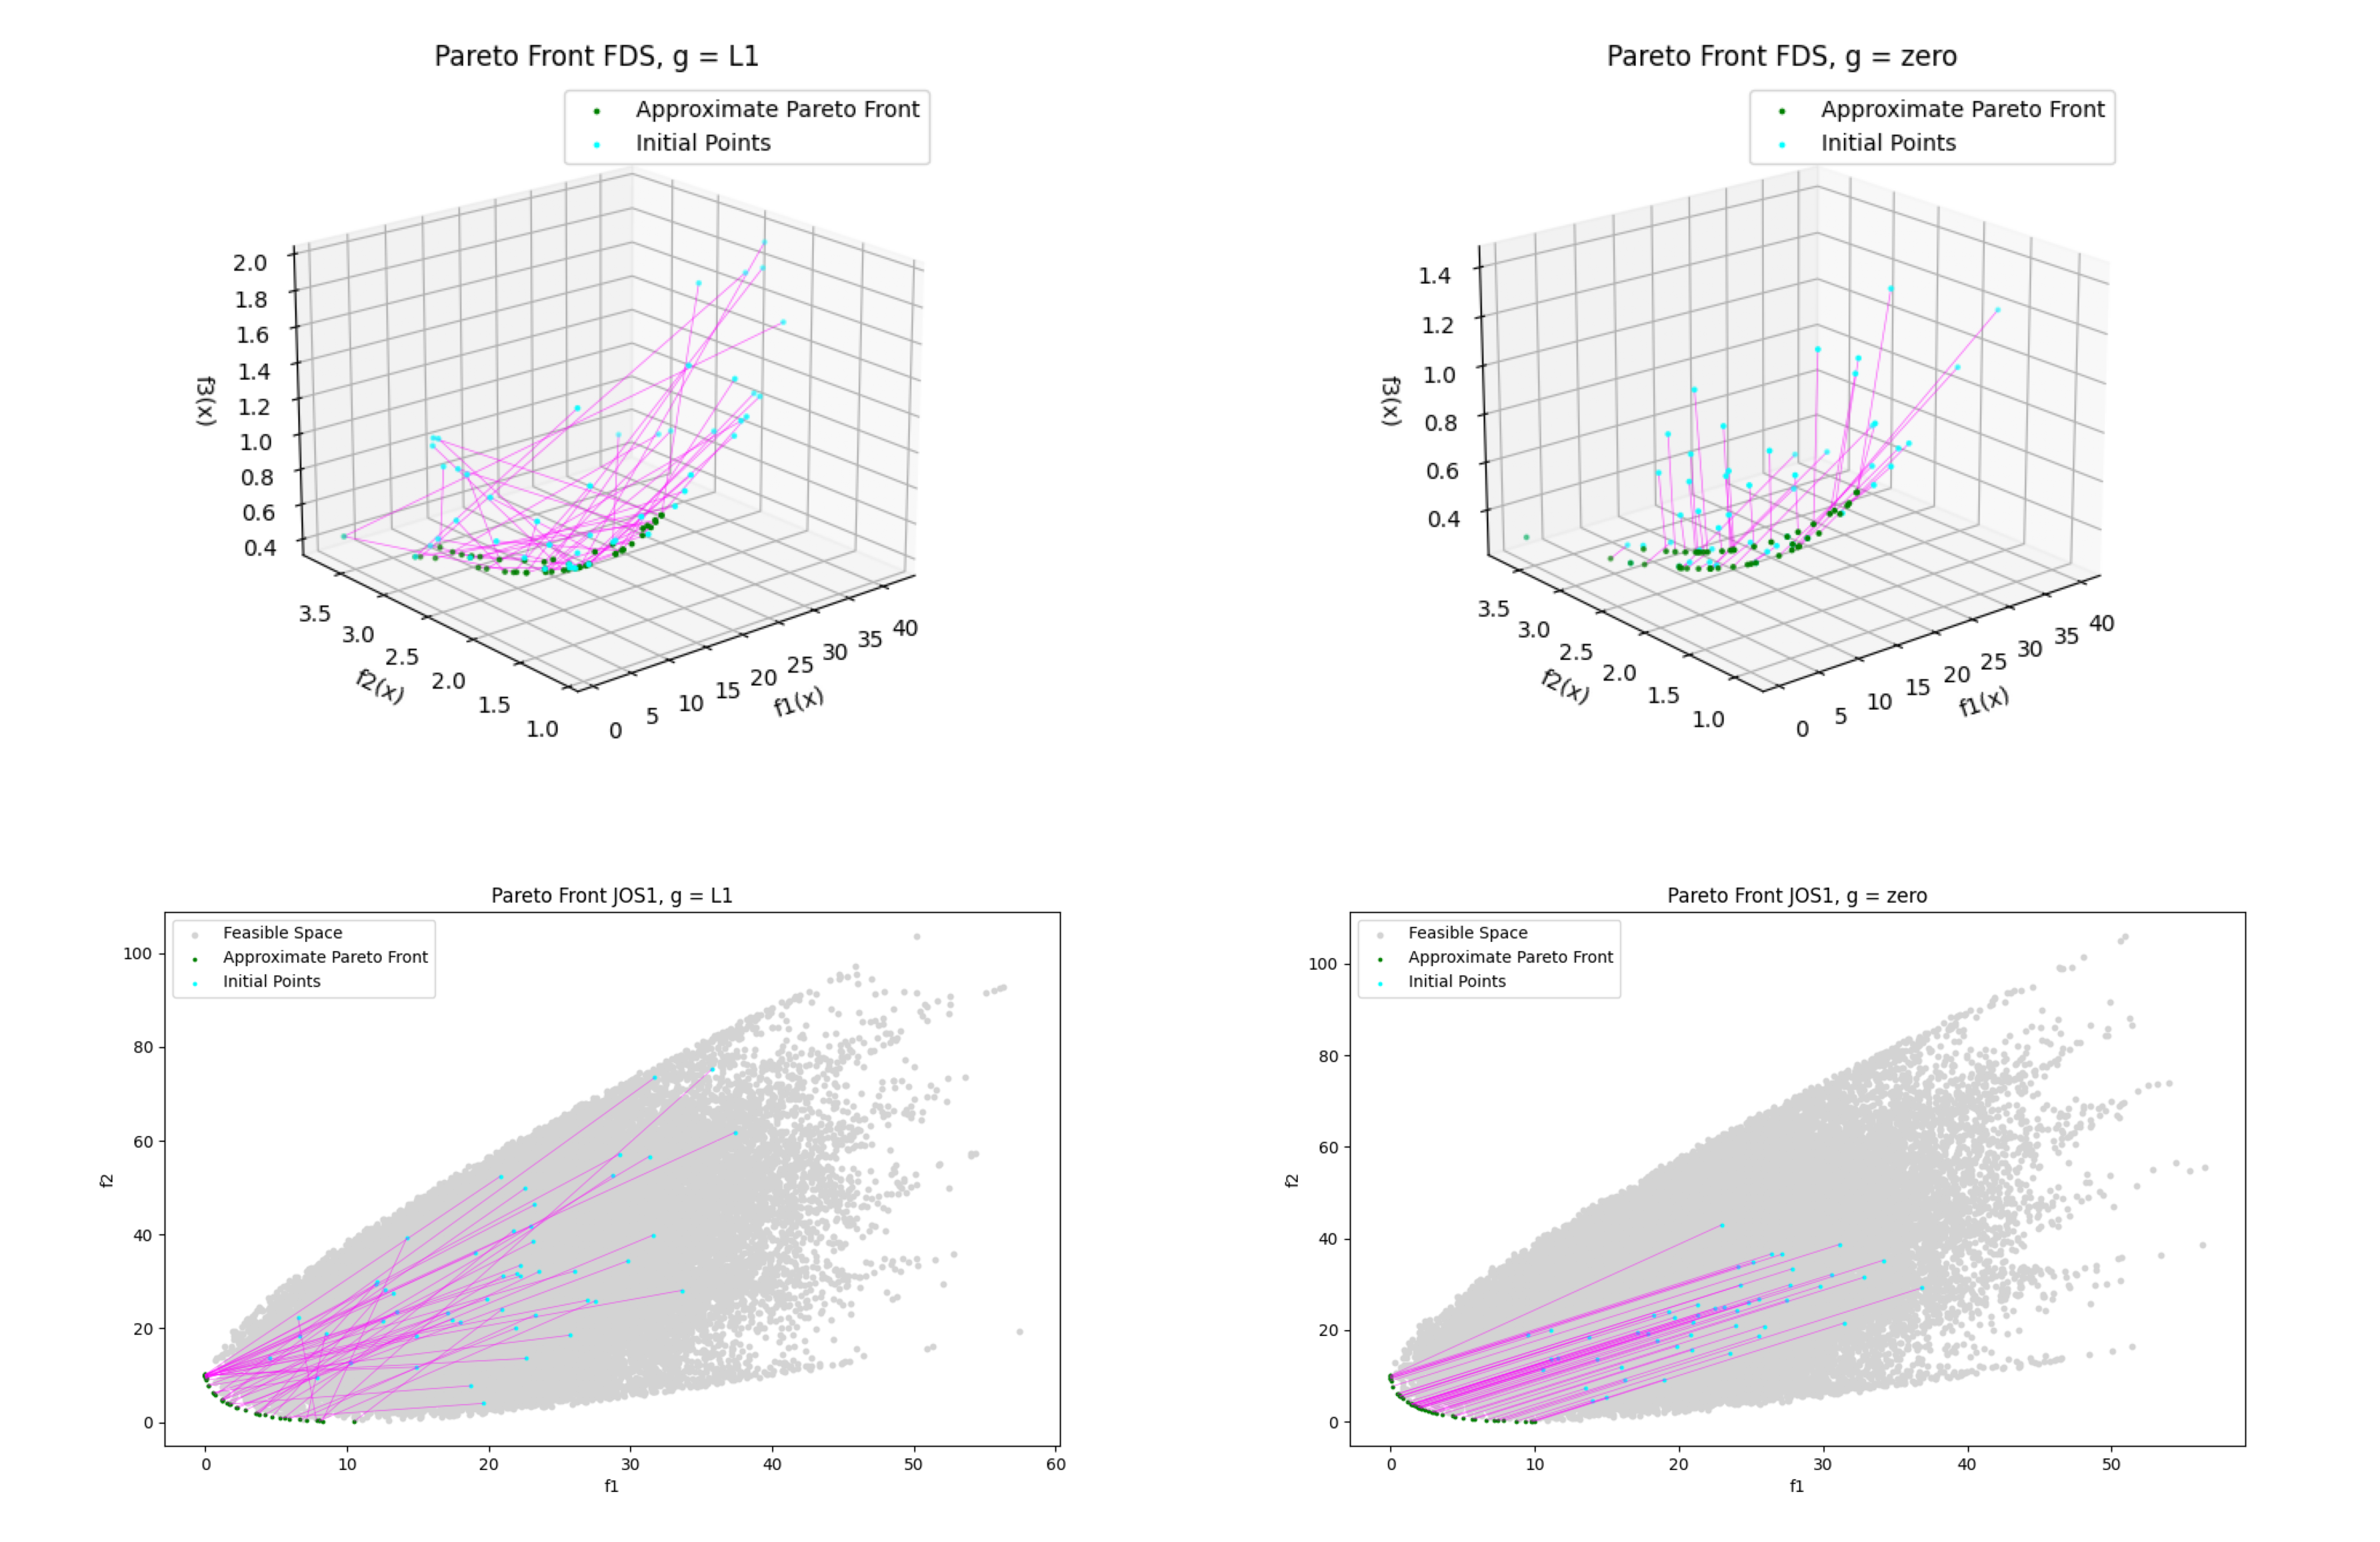 Pareto Front FDS, g = L1
Approximate Pareto Front
Initial Points
2.0
1.8
1.6
1.4
1.2
1.0
0.8
0.6
0.4
f3(x)
3.5
3.0
2.5
2.0
1.5
1.0
f2(x)
0
5
10
15
20
25
30
35
40
f1(x)
Pareto Front FDS, g = zero
Approximate Pareto Front
Initial Points
1.4
1.2
1.0
0.8
0.6
0.4
f3(x)
3.5
3.0
2.5
2.0
1.5
1.0
f2(x)
0
5
10
15
20
25
30
35
40
f1(x)
Pareto Front JOS1, g = L1
Feasible Space
Approximate Pareto Front
Initial Points
100
80
60
40
20
0
f2
0 10 20 30 40 50 60
f1
Pareto Front JOS1, g = zero
Feasible Space
Approximate Pareto Front
Initial Points
100
80
60
40
20
0
f2
0 10 20 30 40 50
f1